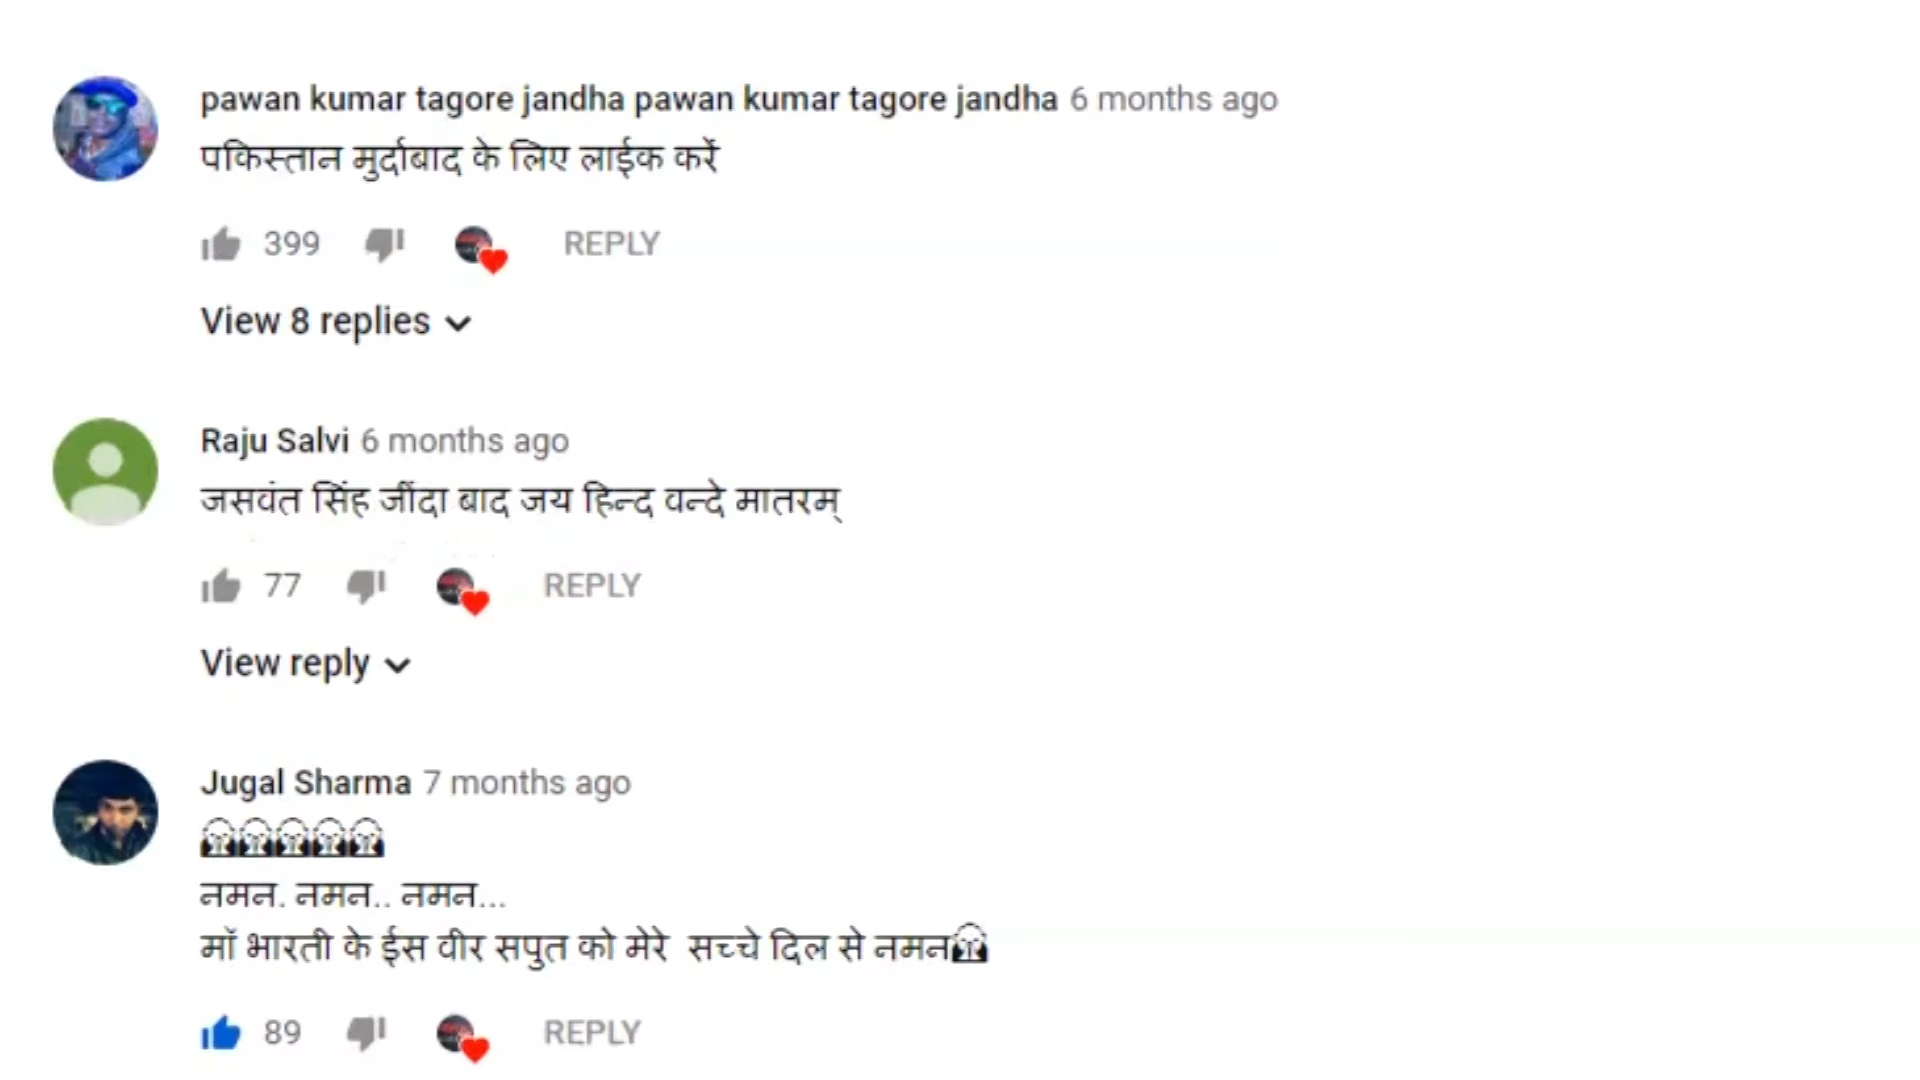 pawan kumar tagore jandha pawan kumar tagore jandha 6 months ago
पकिस्तान मुर्दाबाद के लिए लाईक करें
399 REPLY
View 8 replies
Raju Salvi 6 months ago
जसवंत सिंह जींदा बाद जय हिन्द वन्दे मातरम्
77 REPLY
View reply
Jugal Sharma 7 months ago
नमन. नमन.. नमन...
मॉ भारती के ईस वीर सपुत को मेरे सच्चे दिल से नमन
89 REPLY